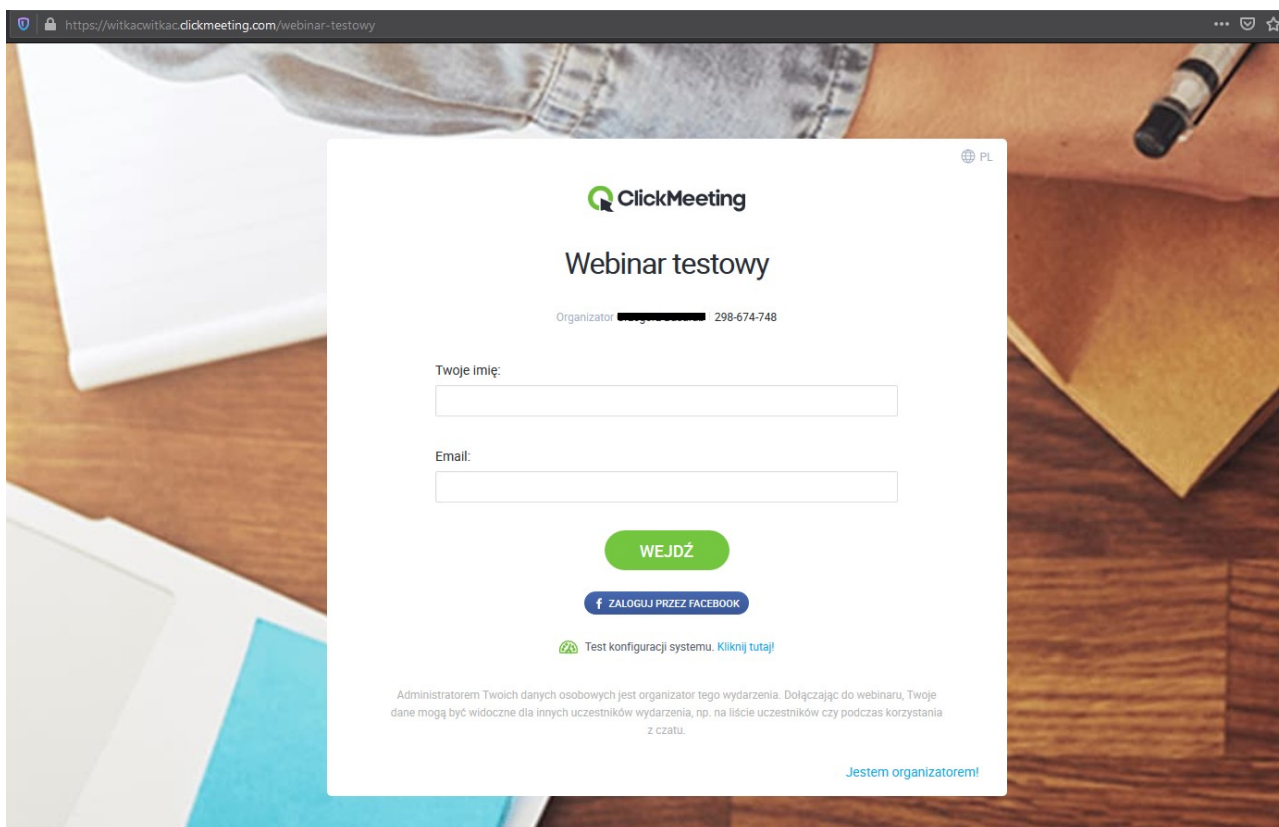 https://witkacwitkac.clickmeeting.com/webinar-testowy
PL
ClickMeeting
Webinar testowy
Organizator 298-674-748
Twoje imię:
Email:
WEJDŹ
f ZALOGUJ PRZEZ FACEBOOK
Test konfiguracji systemu. Kliknij tutaj!
Administratorem Twoich danych osobowych jest organizator tego wydarzenia. Dołączając do webinaru, Twoje
dane mogą być widoczne dla innych uczestników wydarzenia, np. na liście uczestników czy podczas korzystania
z czatu.
Jestem organizatorem!